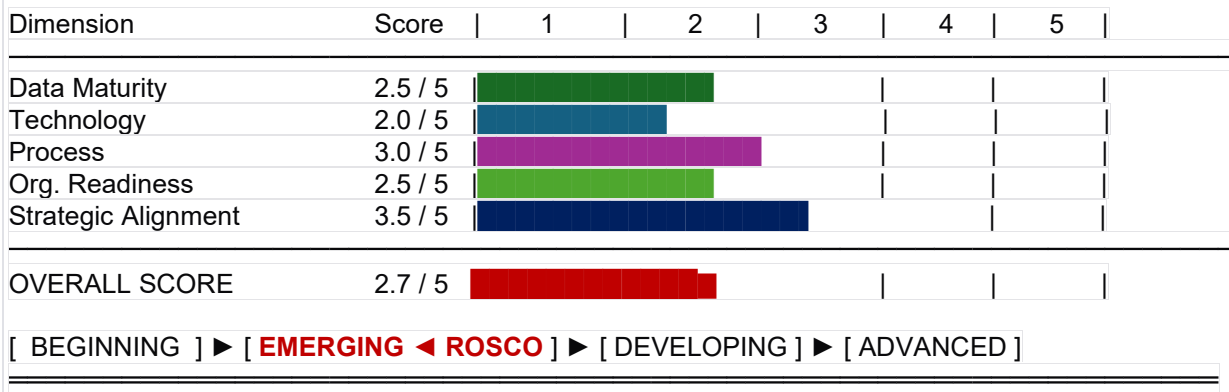 Dimension Score | 1 | 2 | 3 | 4 | 5 |
Data Maturity 2.5 / 5 | | | |
Technology 2.0 / 5 | | | |
Process 3.0 / 5 | | | |
Org. Readiness 2.5 / 5 | | | |
Strategic Alignment 3.5 / 5 | | |
OVERALL SCORE 2.7 / 5 | | |
[ BEGINNING ] ► [ EMERGING ◄ ROSCO ] ► [ DEVELOPING ] ► [ ADVANCED ]